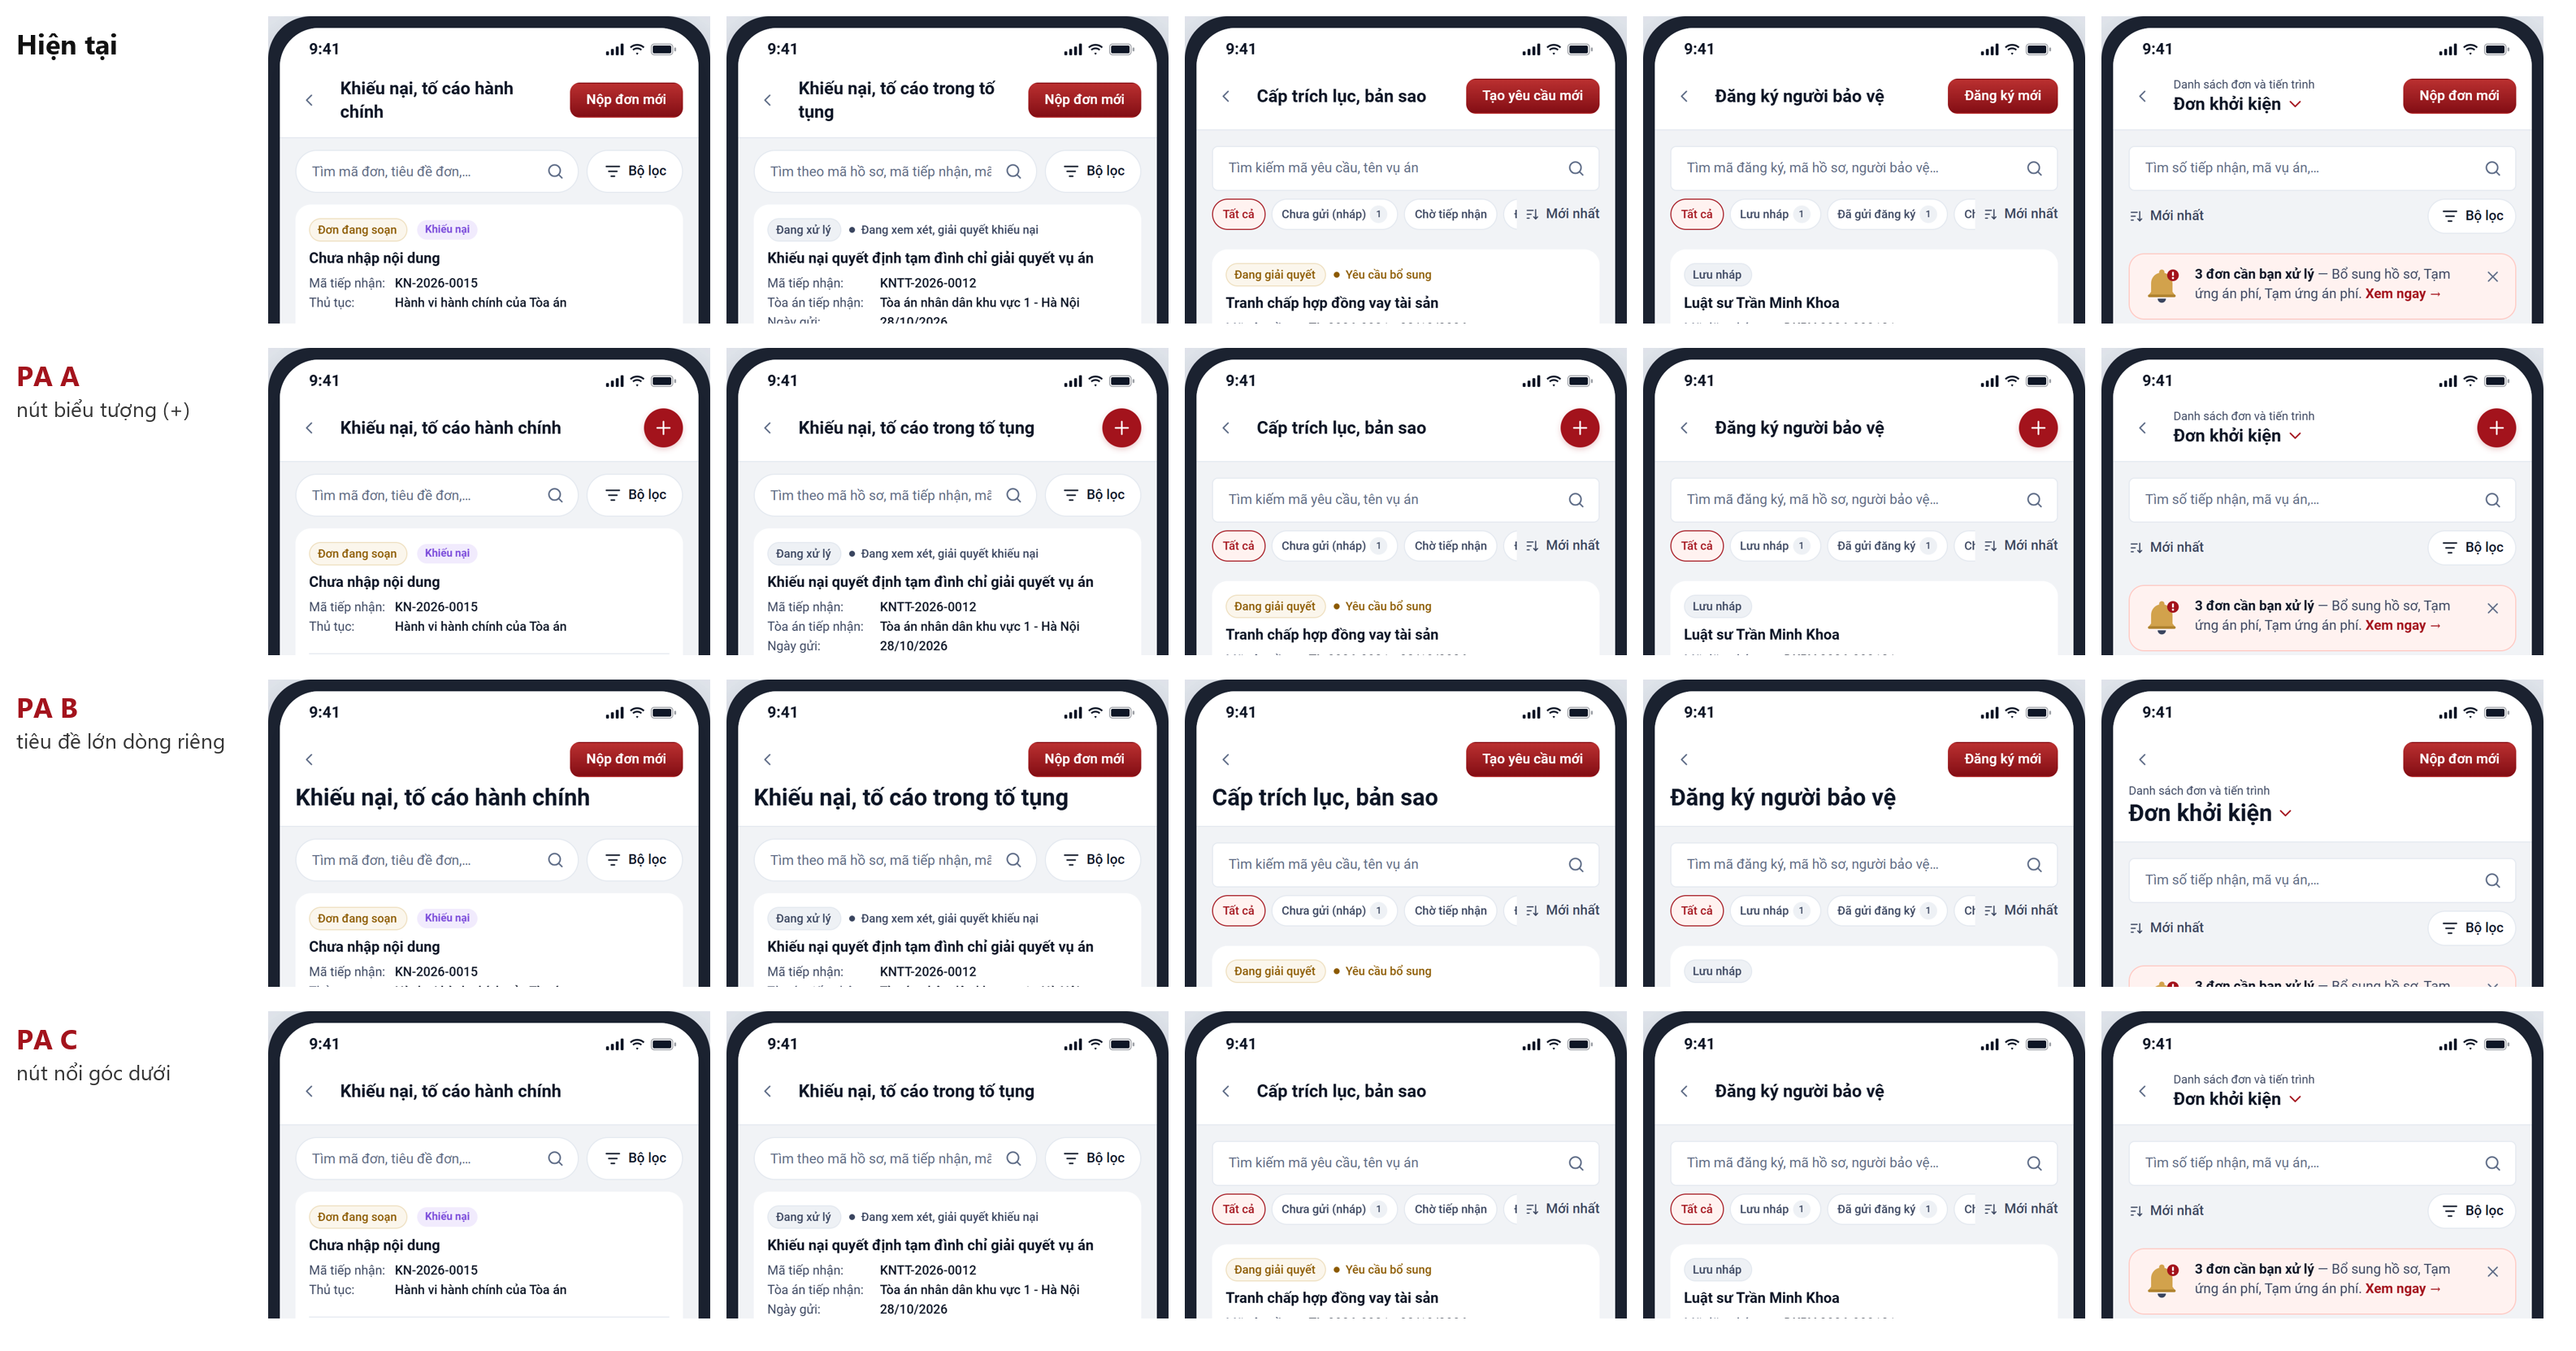 Hiện tại
9:41
Khiếu nại, tố cáo hành
chính
Nộp đơn mới
Tìm mã đơn, tiêu đề đơn,...
Bộ lọc
Đơn đang soạn
Khiếu nại
Chưa nhập nội dung
Mã tiếp nhận: KN-2026-0015
Thủ tục: Hành vi hành chính của Tòa án
9:41
Khiếu nại, tố cáo trong tố
tụng
Nộp đơn mới
Tìm theo mã hồ sơ, mã tiếp nhận, mã
Bộ lọc
Đang xử lý
Đang xem xét, giải quyết khiếu nại
Khiếu nại quyết định tạm đình chỉ giải quyết vụ án
Mã tiếp nhận: KNTT-2026-0012
Tòa án tiếp nhận: Tòa án nhân dân khu vực 1 - Hà Nội
Ngày gửi: 28/10/2026
9:41
Cấp trích lục, bản sao
Tạo yêu cầu mới
Tìm kiếm mã yêu cầu, tên vụ án
Tất cả
Chưa gửi (nháp) 1
Chờ tiếp nhận
Mới nhất
Đang giải quyết
Yêu cầu bổ sung
Tranh chấp hợp đồng vay tài sản
9:41
Đăng ký người bảo vệ
Đăng ký mới
Tìm mã đăng ký, mã hồ sơ, người bảo vệ...
Tất cả
Lưu nháp 1
Đã gửi đăng ký 1
Mới nhất
Lưu nháp
Luật sư Trần Minh Khoa
9:41
Danh sách đơn và tiến trình
Đơn khởi kiện
Nộp đơn mới
Tìm số tiếp nhận, mã vụ án,...
Mới nhất
Bộ lọc
3 đơn cần bạn xử lý — Bổ sung hồ sơ, Tạm
ứng án phí, Tạm ứng án phí. Xem ngay →
PA A
nút biểu tượng (+)
9:41
Khiếu nại, tố cáo hành chính
Tìm mã đơn, tiêu đề đơn,...
Bộ lọc
Đơn đang soạn
Khiếu nại
Chưa nhập nội dung
Mã tiếp nhận: KN-2026-0015
Thủ tục: Hành vi hành chính của Tòa án
9:41
Khiếu nại, tố cáo trong tố tụng
Tìm theo mã hồ sơ, mã tiếp nhận, mã
Bộ lọc
Đang xử lý
Đang xem xét, giải quyết khiếu nại
Khiếu nại quyết định tạm đình chỉ giải quyết vụ án
Mã tiếp nhận: KNTT-2026-0012
Tòa án tiếp nhận: Tòa án nhân dân khu vực 1 - Hà Nội
Ngày gửi: 28/10/2026
9:41
Cấp trích lục, bản sao
Tìm kiếm mã yêu cầu, tên vụ án
Tất cả
Chưa gửi (nháp) 1
Chờ tiếp nhận
Mới nhất
Đang giải quyết
Yêu cầu bổ sung
Tranh chấp hợp đồng vay tài sản
9:41
Đăng ký người bảo vệ
Tìm mã đăng ký, mã hồ sơ, người bảo vệ...
Tất cả
Lưu nháp 1
Đã gửi đăng ký 1
Mới nhất
Lưu nháp
Luật sư Trần Minh Khoa
9:41
Danh sách đơn và tiến trình
Đơn khởi kiện
Tìm số tiếp nhận, mã vụ án,...
Mới nhất
Bộ lọc
3 đơn cần bạn xử lý — Bổ sung hồ sơ, Tạm
ứng án phí, Tạm ứng án phí. Xem ngay →
PA B
tiêu đề lớn dòng riêng
9:41
Nộp đơn mới
Khiếu nại, tố cáo hành chính
Tìm mã đơn, tiêu đề đơn,...
Bộ lọc
Đơn đang soạn
Khiếu nại
Chưa nhập nội dung
Mã tiếp nhận: KN-2026-0015
9:41
Nộp đơn mới
Khiếu nại, tố cáo trong tố tụng
Tìm theo mã hồ sơ, mã tiếp nhận, mã
Bộ lọc
Đang xử lý
Đang xem xét, giải quyết khiếu nại
Khiếu nại quyết định tạm đình chỉ giải quyết vụ án
Mã tiếp nhận: KNTT-2026-0012
9:41
Tạo yêu cầu mới
Cấp trích lục, bản sao
Tìm kiếm mã yêu cầu, tên vụ án
Tất cả
Chưa gửi (nháp) 1
Chờ tiếp nhận
Mới nhất
Đang giải quyết
Yêu cầu bổ sung
9:41
Đăng ký mới
Đăng ký người bảo vệ
Tìm mã đăng ký, mã hồ sơ, người bảo vệ...
Tất cả
Lưu nháp 1
Đã gửi đăng ký 1
Mới nhất
Lưu nháp
9:41
Nộp đơn mới
Danh sách đơn và tiến trình
Đơn khởi kiện
Tìm số tiếp nhận, mã vụ án,...
Mới nhất
Bộ lọc
3 đơn cần bạn xử lý — Bổ sung hồ sơ, Tạm
PA C
nút nổi góc dưới
9:41
Khiếu nại, tố cáo hành chính
Tìm mã đơn, tiêu đề đơn,...
Bộ lọc
Đơn đang soạn
Khiếu nại
Chưa nhập nội dung
Mã tiếp nhận: KN-2026-0015
Thủ tục: Hành vi hành chính của Tòa án
9:41
Khiếu nại, tố cáo trong tố tụng
Tìm theo mã hồ sơ, mã tiếp nhận, mã
Bộ lọc
Đang xử lý
Đang xem xét, giải quyết khiếu nại
Khiếu nại quyết định tạm đình chỉ giải quyết vụ án
Mã tiếp nhận: KNTT-2026-0012
Tòa án tiếp nhận: Tòa án nhân dân khu vực 1 - Hà Nội
Ngày gửi: 28/10/2026
9:41
Cấp trích lục, bản sao
Tìm kiếm mã yêu cầu, tên vụ án
Tất cả
Chưa gửi (nháp) 1
Chờ tiếp nhận
Mới nhất
Đang giải quyết
Yêu cầu bổ sung
Tranh chấp hợp đồng vay tài sản
9:41
Đăng ký người bảo vệ
Tìm mã đăng ký, mã hồ sơ, người bảo vệ...
Tất cả
Lưu nháp 1
Đã gửi đăng ký 1
Mới nhất
Lưu nháp
Luật sư Trần Minh Khoa
9:41
Danh sách đơn và tiến trình
Đơn khởi kiện
Tìm số tiếp nhận, mã vụ án,...
Mới nhất
Bộ lọc
3 đơn cần bạn xử lý — Bổ sung hồ sơ, Tạm
ứng án phí, Tạm ứng án phí. Xem ngay →